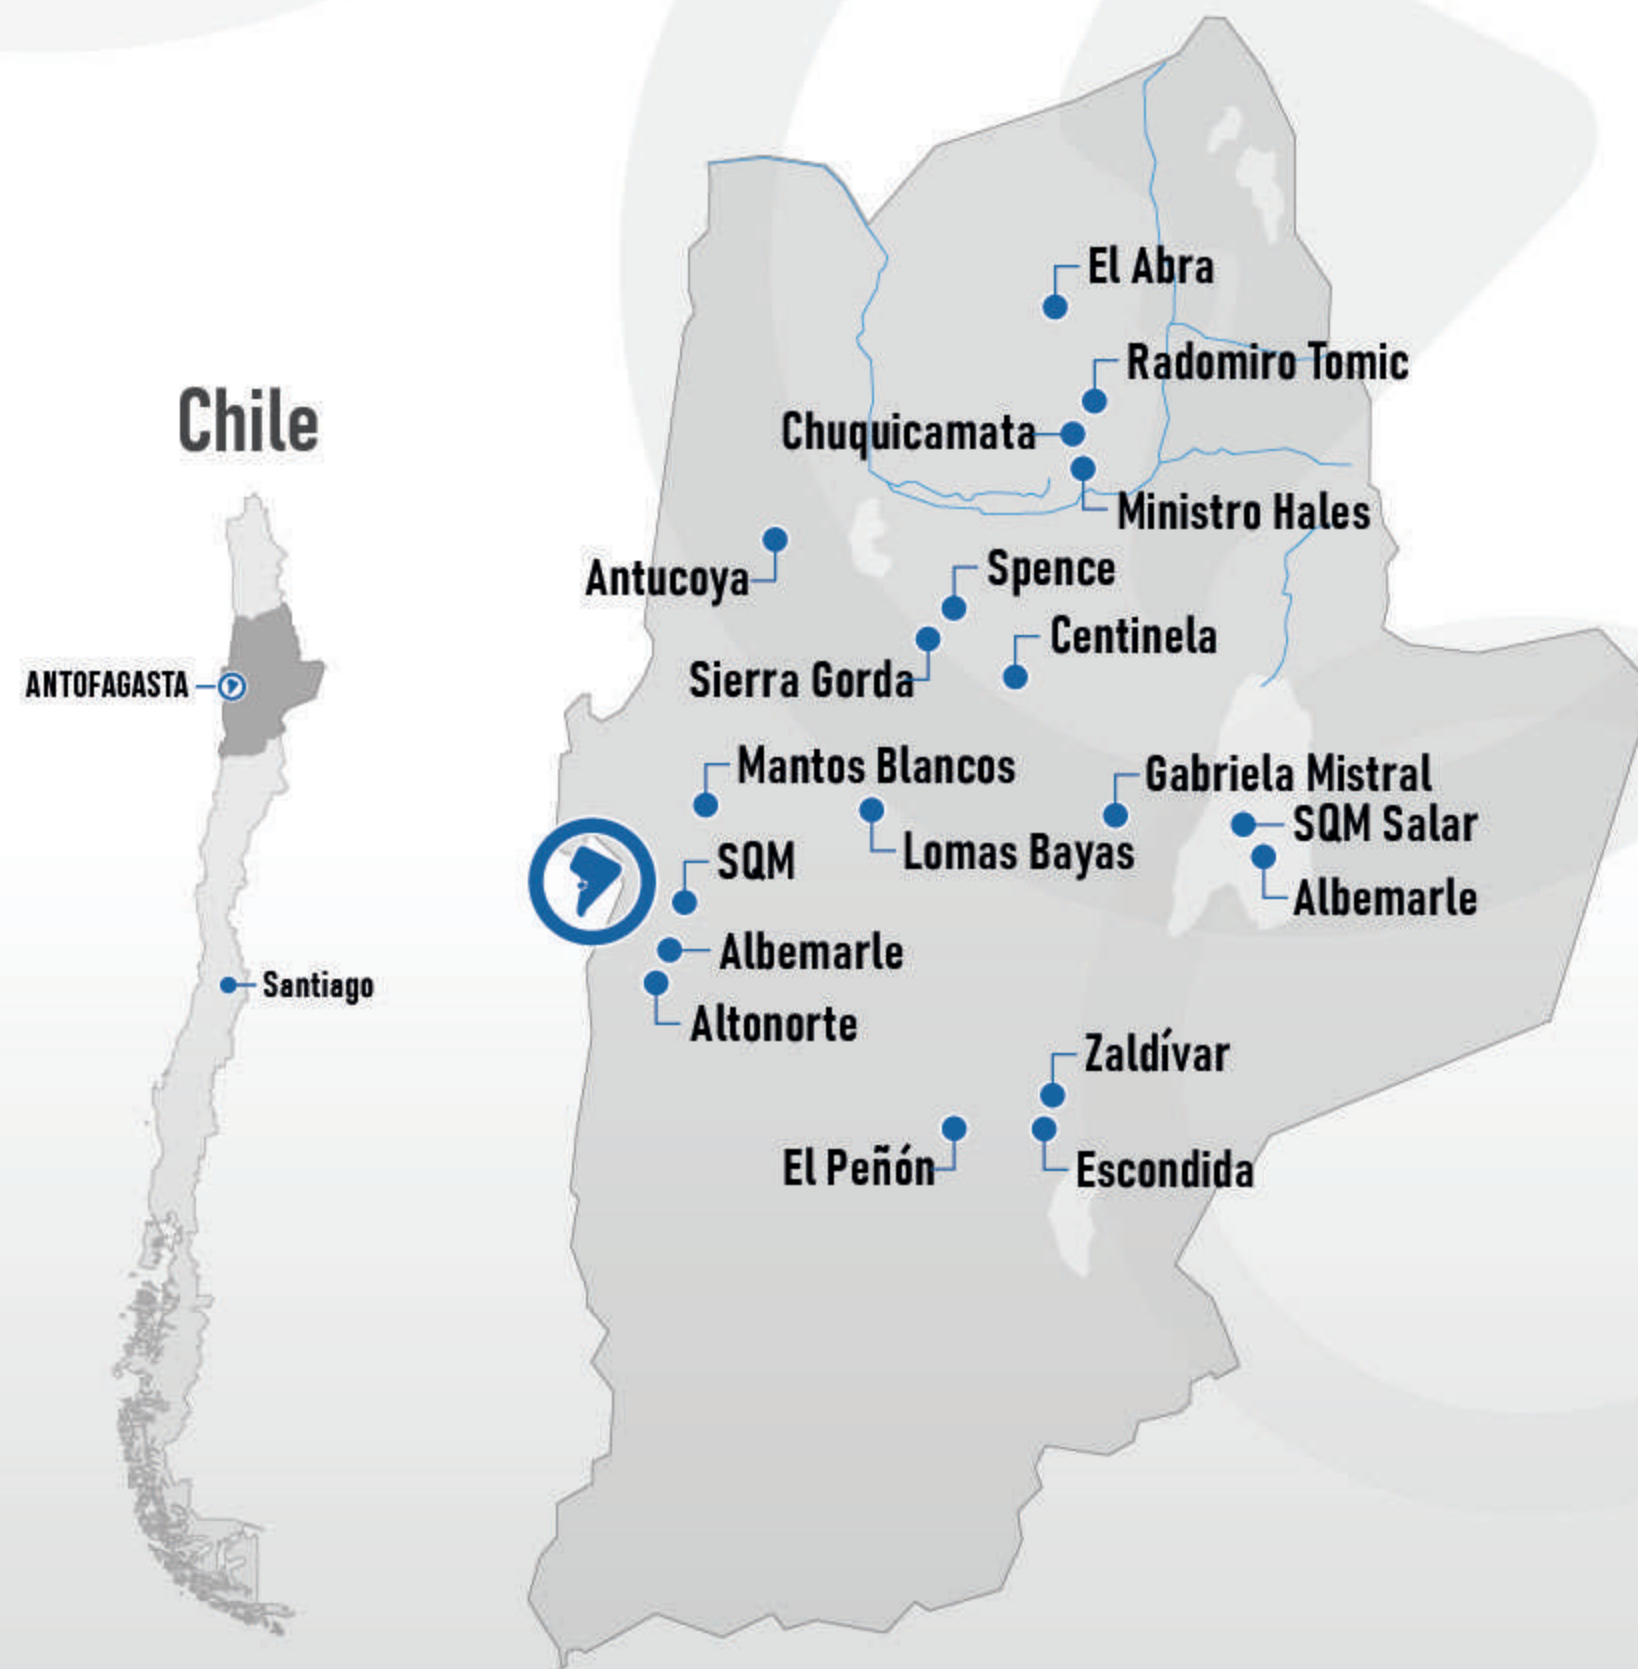 Chile
ANTOFAGASTA
Santiago
El Abra
Radomiro Tomic
Chuquicamata
Ministro Hales
Antucoya
Spence
Centinela
Sierra Gorda
Mantos Blancos
Gabriela Mistral
SQM Salar
Lomas Bayas
SQM
Albemarle
Albemarle
Altonorte
Zaldívar
El Peñón
Escondida